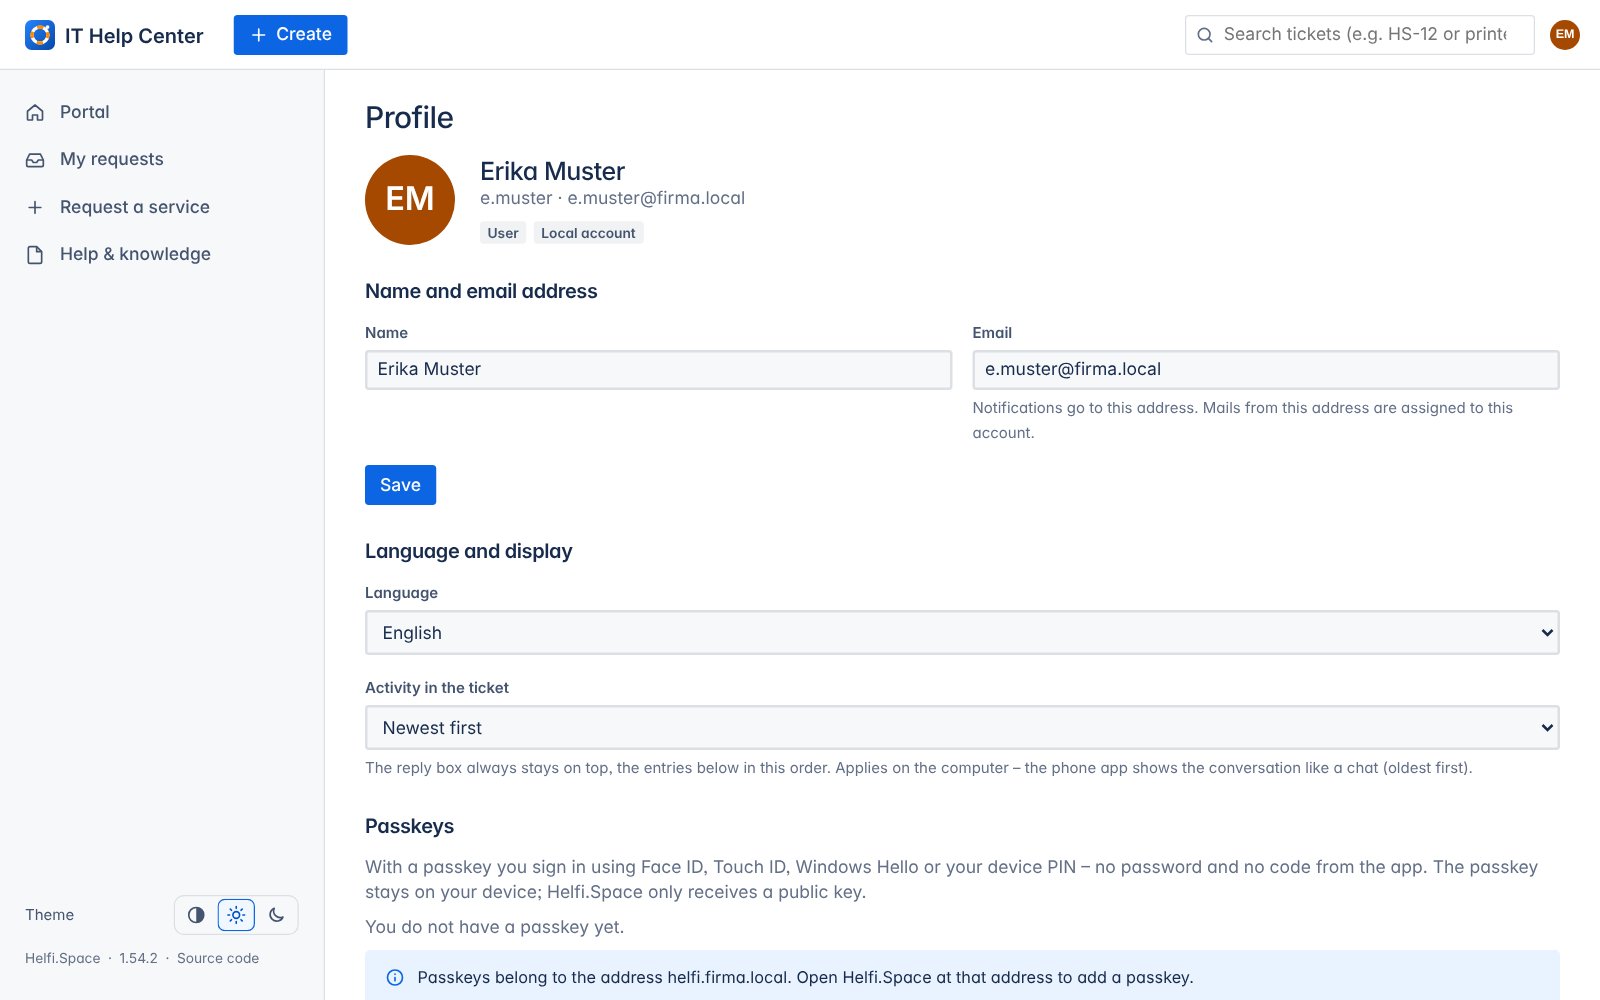 IT Help Center
Create
Search tickets (e.g. HS-12 or print
EM
Portal
My requests
Request a service
Help & knowledge
Profile
EM
Erika Muster
e.muster · e.muster@firma.local
User
Local account
Name and email address
Name
Erika Muster
Email
e.muster@firma.local
Notifications go to this address. Mails from this address are assigned to this
account.
Save
Language and display
Language
English
Activity in the ticket
Newest first
The reply box always stays on top, the entries below in this order. Applies on the computer – the phone app shows the conversation like a chat (oldest first).
Passkeys
With a passkey you sign in using Face ID, Touch ID, Windows Hello or your device PIN – no password and no code from the app. The passkey
stays on your device; Helfi.Space only receives a public key.
You do not have a passkey yet.
Passkeys belong to the address helfi.firma.local. Open Helfi.Space at that address to add a passkey.
Theme
Helfi.Space · 1.54.2 · Source code